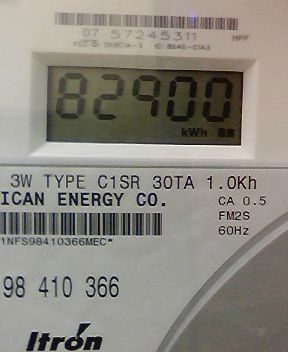 07 57245311 HPP
82900
kWh
3W TYPE C1SR 30TA 1.0Kh
ICAN ENERGY CO. CA 0.5
FM2S
60Hz
1NFS98410366MEC*
98 410 366
Itron